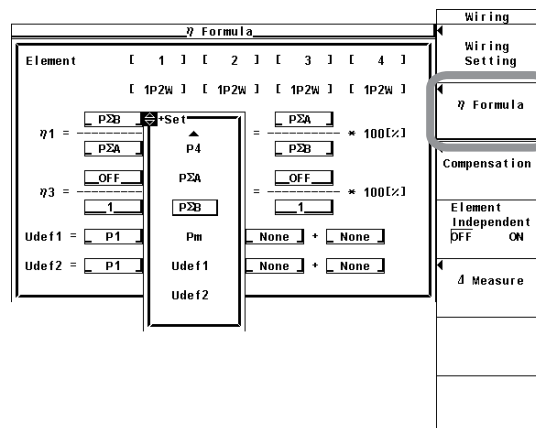 Wiring
η Formula
Wiring
Setting
Element [ 1 ] [ 2 ] [ 3 ] [ 4 ]
[ 1P2W ] [ 1P2W ] [ 1P2W ] [ 1P2W ]
η Formula
η1 = PΣB / PΣA = PΣA / PΣB * 100[%]
+Set
P4
PΣA
PΣB
Pm
Udef1
Udef2
Compensation
η3 = OFF / 1 = OFF / 1 * 100[%]
Element
Independent
OFF ON
Udef1 = P1 None + None
Udef2 = P1 None + None
Δ Measure